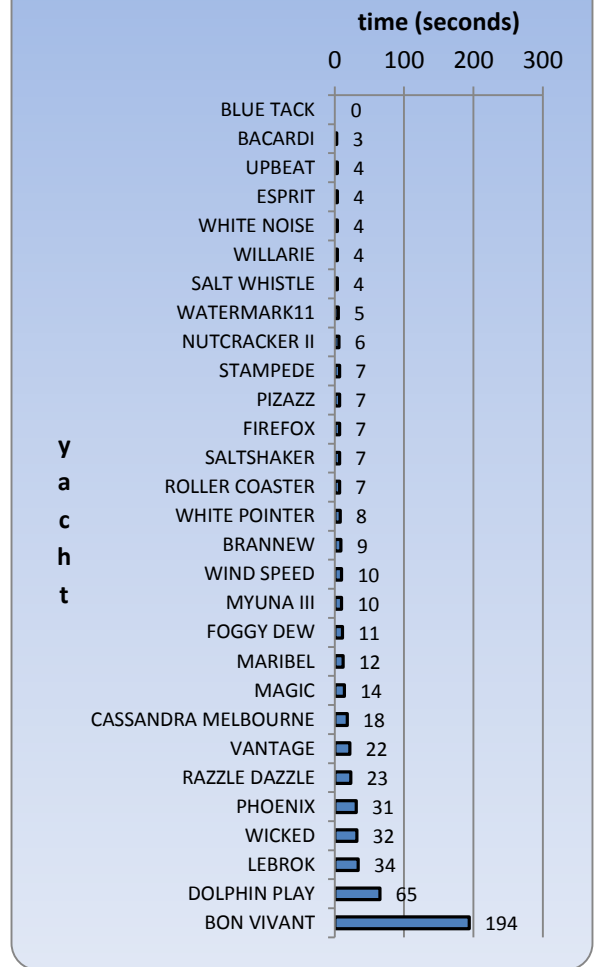 time (seconds)
0 100 200 300
BLUE TACK 0
BACARDI 3
UPBEAT 4
ESPRIT 4
WHITE NOISE 4
WILLARIE 4
SALT WHISTLE 4
WATERMARK11 5
NUTCRACKER II 6
STAMPEDE 7
PIZAZZ 7
FIREFOX 7
SALTSHAKER 7
ROLLER COASTER 7
WHITE POINTER 8
BRANNEW 9
WIND SPEED 10
MYUNA III 10
FOGGY DEW 11
MARIBEL 12
MAGIC 14
CASSANDRA MELBOURNE 18
VANTAGE 22
RAZZLE DAZZLE 23
PHOENIX 31
WICKED 32
LEBROK 34
DOLPHIN PLAY 65
BON VIVANT 194
yacht